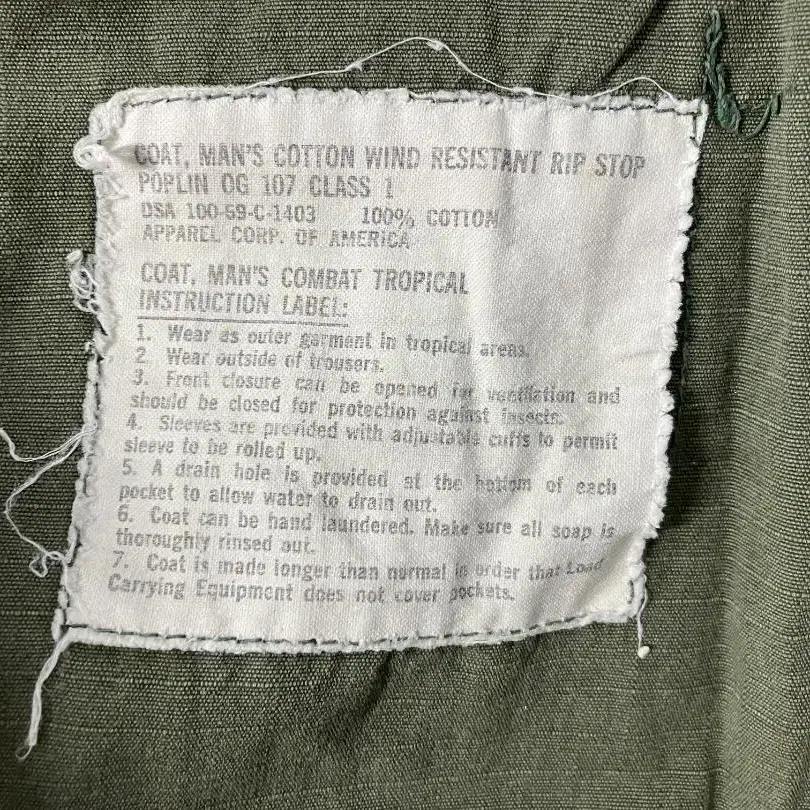 COAT, MAN'S COTTON WIND RESISTANT RIP STOP
POPLIN OG 107 CLASS 1
DSA 100-69-C-1403 100% COTTON
APPAREL CORP. OF AMERICA
COAT, MAN'S COMBAT TROPICAL
INSTRUCTION LABEL:
1. Wear as outer garment in tropical areas.
2. Wear outside of trousers.
3. Front closure can be opened for ventilation and
should be closed for protection against insects.
4. Sleeves are provided with adjustable cuffs to permit
sleeve to be rolled up.
5. A drain hole is provided at the bottom of each
pocket to allow water to drain out.
6. Coat can be hand laundered. Make sure all soap is
thoroughly rinsed out.
7. Coat is made longer than normal in order that Load
Carrying Equipment does not cover pockets.